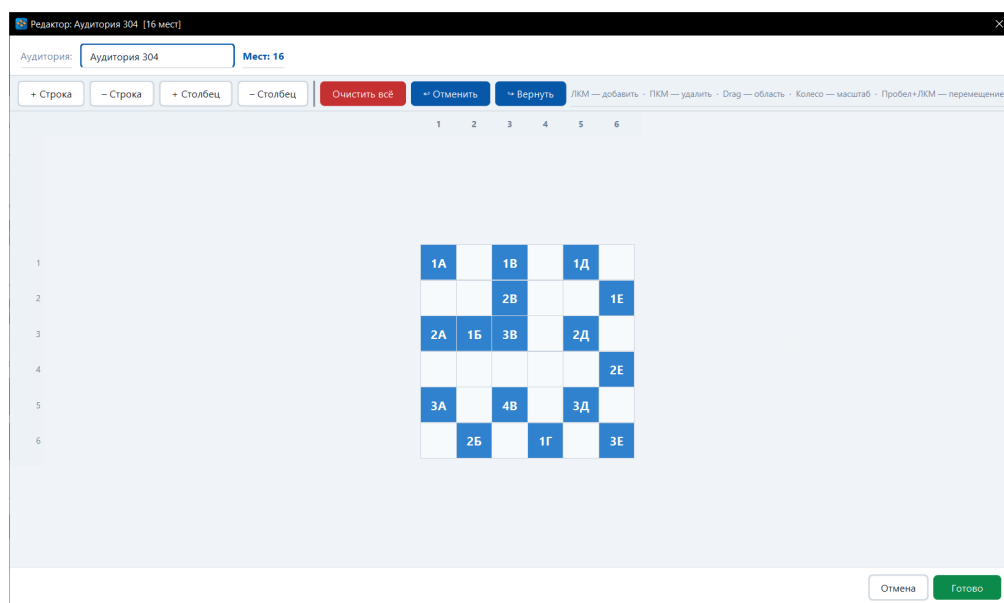 Редактор: Аудитория 304 [16 мест]
Аудитория: Аудитория 304 Мест: 16
+ Строка − Строка + Столбец − Столбец Очистить всё ↩ Отменить ↪ Вернуть ЛКМ — добавить · ПКМ — удалить · Drag — область · Колесо — масштаб · Пробел+ЛКМ — перемещение
1 2 3 4 5 6
1 1А 1В 1Д
2 2В 1Е
3 2А 1Б 3В 2Д
4 2Е
5 3А 4В 3Д
6 2Б 1Г 3Е
Отмена Готово